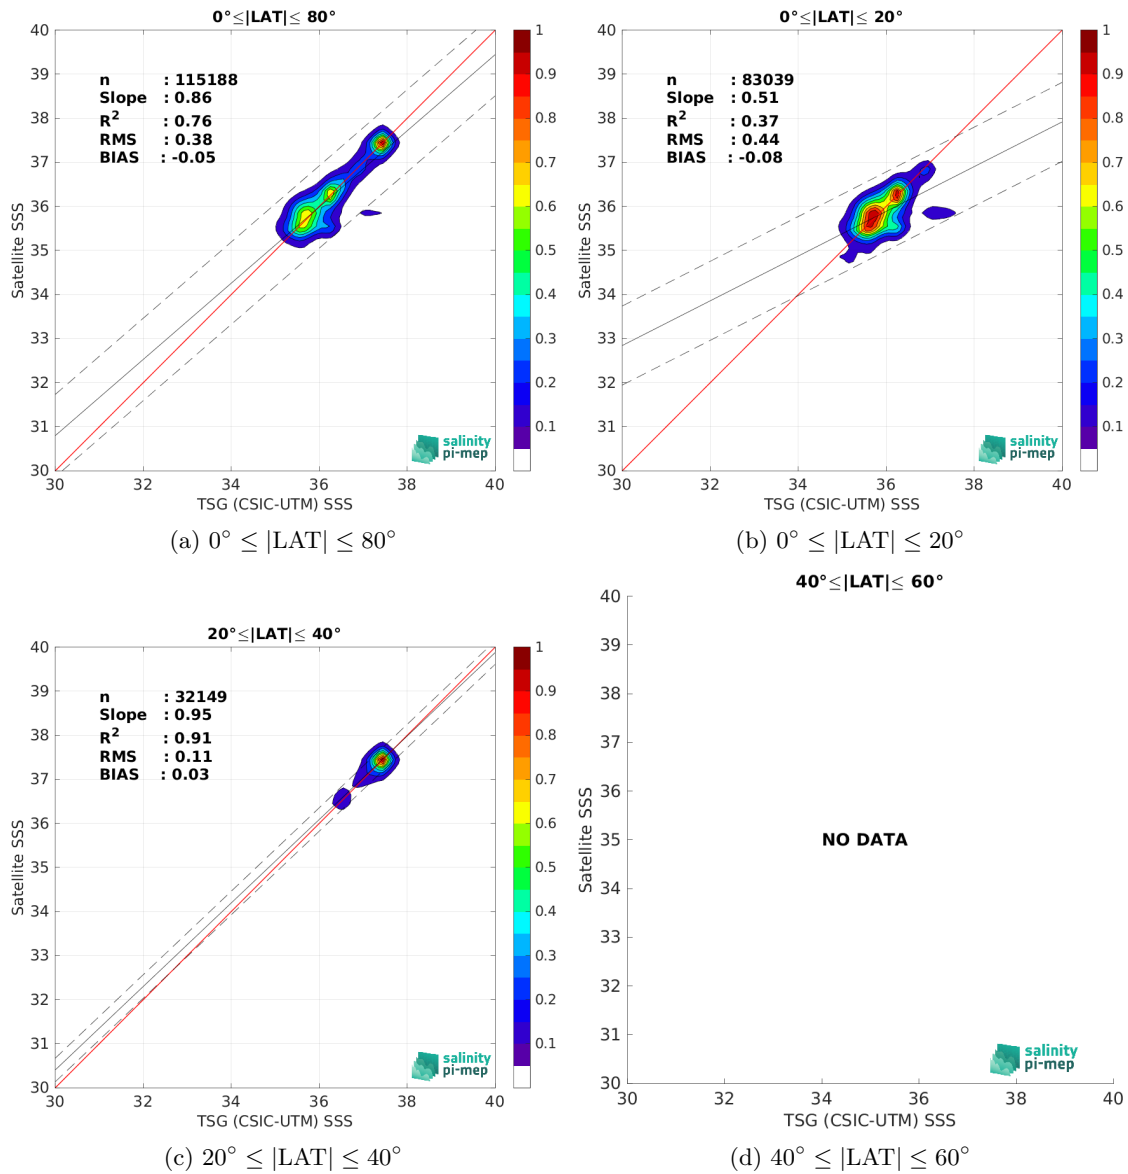 0°≤|LAT|≤ 80°
40
39
38
37
36
35
34
33
32
31
30
Satellite SSS
n : 115188
Slope : 0.86
R² : 0.76
RMS : 0.38
BIAS : -0.05
salinity
pi-mep
30 32 34 36 38 40
TSG (CSIC-UTM) SSS
1
0.9
0.8
0.7
0.6
0.5
0.4
0.3
0.2
0.1
(a) 0° ≤ |LAT| ≤ 80°
0°≤|LAT|≤ 20°
40
39
38
37
36
35
34
33
32
31
30
Satellite SSS
n : 83039
Slope : 0.51
R² : 0.37
RMS : 0.44
BIAS : -0.08
salinity
pi-mep
30 32 34 36 38 40
TSG (CSIC-UTM) SSS
1
0.9
0.8
0.7
0.6
0.5
0.4
0.3
0.2
0.1
(b) 0° ≤ |LAT| ≤ 20°
20°≤|LAT|≤ 40°
40
39
38
37
36
35
34
33
32
31
30
Satellite SSS
n : 32149
Slope : 0.95
R² : 0.91
RMS : 0.11
BIAS : 0.03
salinity
pi-mep
30 32 34 36 38 40
TSG (CSIC-UTM) SSS
1
0.9
0.8
0.7
0.6
0.5
0.4
0.3
0.2
0.1
(c) 20° ≤ |LAT| ≤ 40°
40°≤|LAT|≤ 60°
40
39
38
37
36
35
34
33
32
31
30
Satellite SSS
NO DATA
salinity
pi-mep
30 32 34 36 38 40
TSG (CSIC-UTM) SSS
(d) 40° ≤ |LAT| ≤ 60°